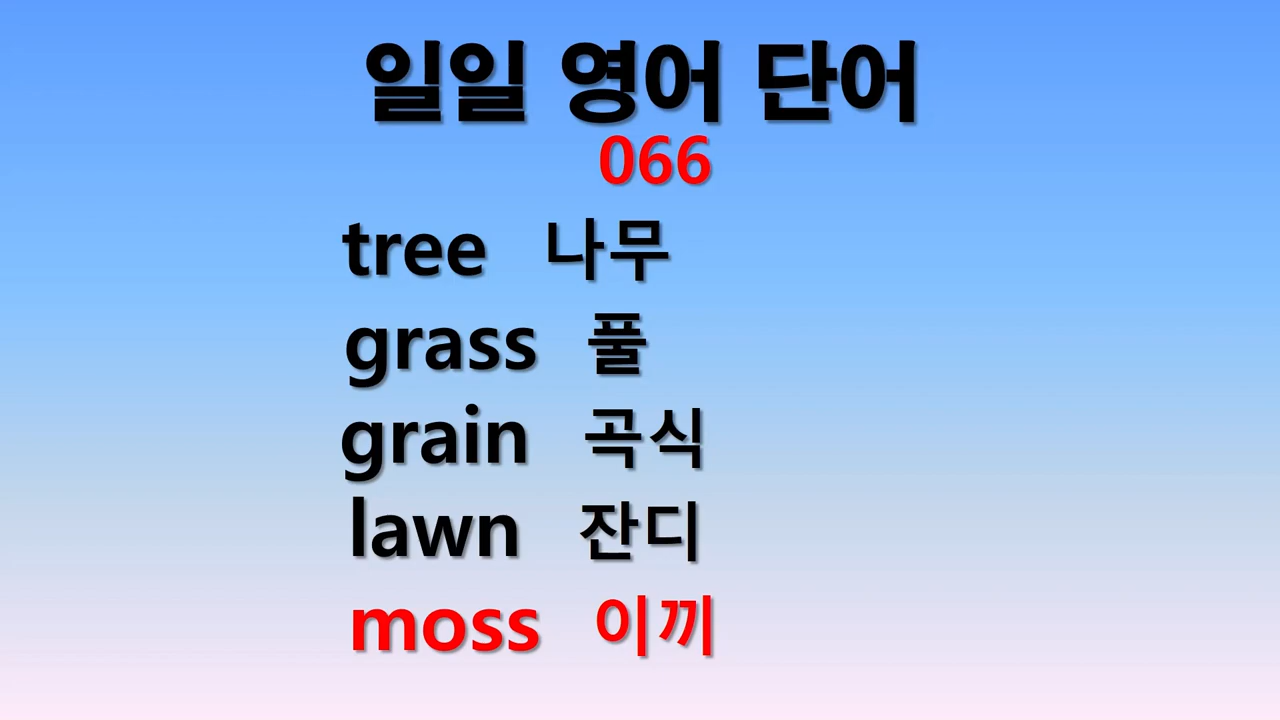 일일 영어 단어
066
tree 나무
grass 풀
grain 곡식
lawn 잔디
moss 이끼